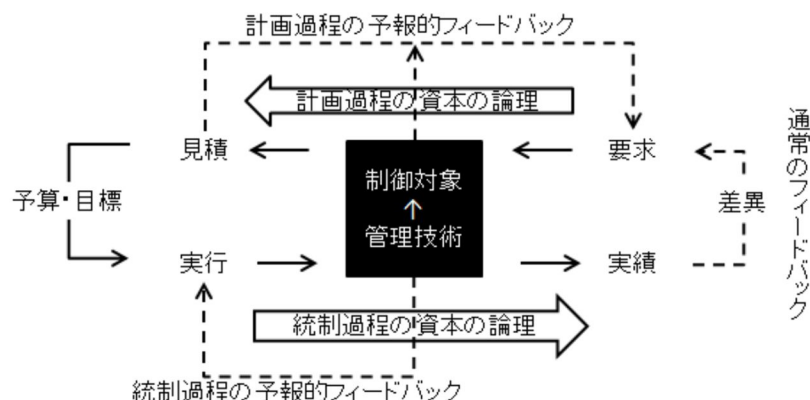 計画過程の予報的フィードバック
計画過程の資本の論理
見積
要求
制御対象
↑
管理技術
予算・目標
差異
通常のフィードバック
実行
実績
統制過程の資本の論理
統制過程の予報的フィードバック